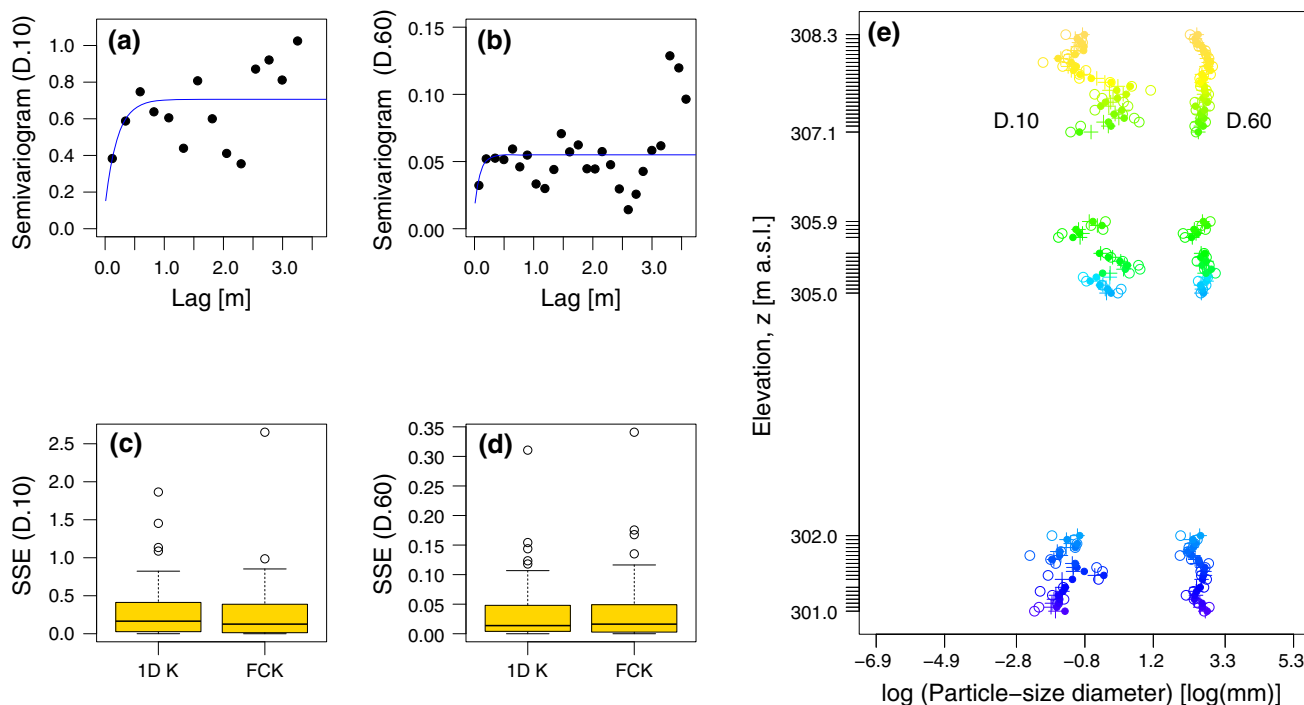 (a)
Semivariogram (D.10)
1.0
0.8
0.6
0.4
0.2
0.0
0.0 1.0 2.0 3.0
Lag [m]
(b)
Semivariogram (D.60)
0.15
0.10
0.05
0.00
0.0 1.0 2.0 3.0
Lag [m]
(c)
SSE (D.10)
2.5
2.0
1.5
1.0
0.5
0.0
1D K FCK
(d)
SSE (D.60)
0.35
0.30
0.25
0.20
0.15
0.10
0.05
0.00
1D K FCK
(e)
Elevation, z [m a.s.l.]
308.3
307.1
305.9
305.0
302.0
301.0
D.10 D.60
−6.9 −4.9 −2.8 −0.8 1.2 3.3 5.3
log (Particle−size diameter) [log(mm)]